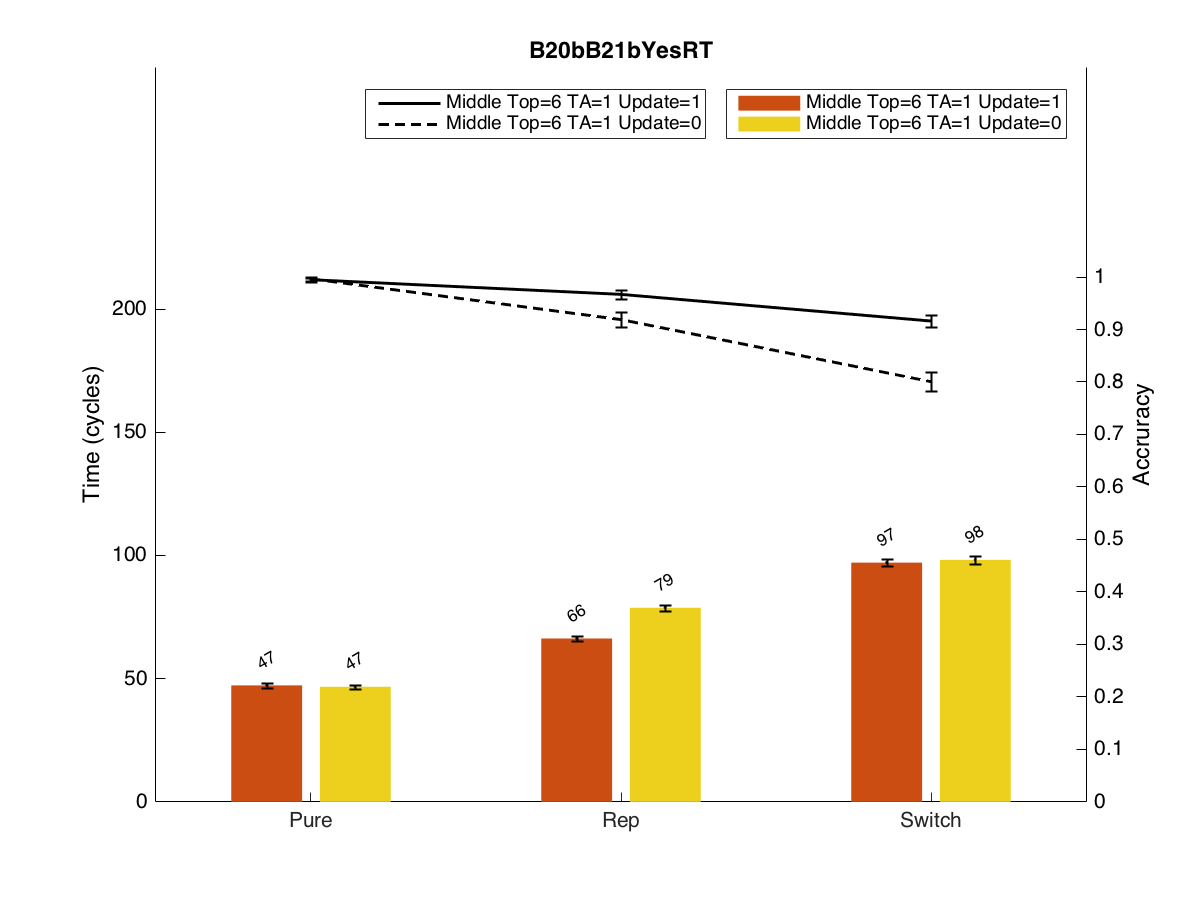 B20bB21bYesRT
Middle Top=6 TA=1 Update=1
Middle Top=6 TA=1 Update=0
Middle Top=6 TA=1 Update=1
Middle Top=6 TA=1 Update=0
Time (cycles)
200
150
100
50
0
47
47
66
79
97
98
Pure
Rep
Switch
1
0.9
0.8
0.7
0.6
0.5
0.4
0.3
0.2
0.1
0
Accruracy